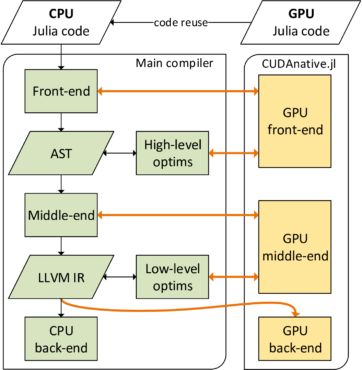 CPU
Julia code
code reuse
GPU
Julia code
Main compiler
CUDAnative.jl
Front-end
GPU
front-end
AST
High-level
optims
Middle-end
GPU
middle-end
LLVM IR
Low-level
optims
CPU
back-end
GPU
back-end